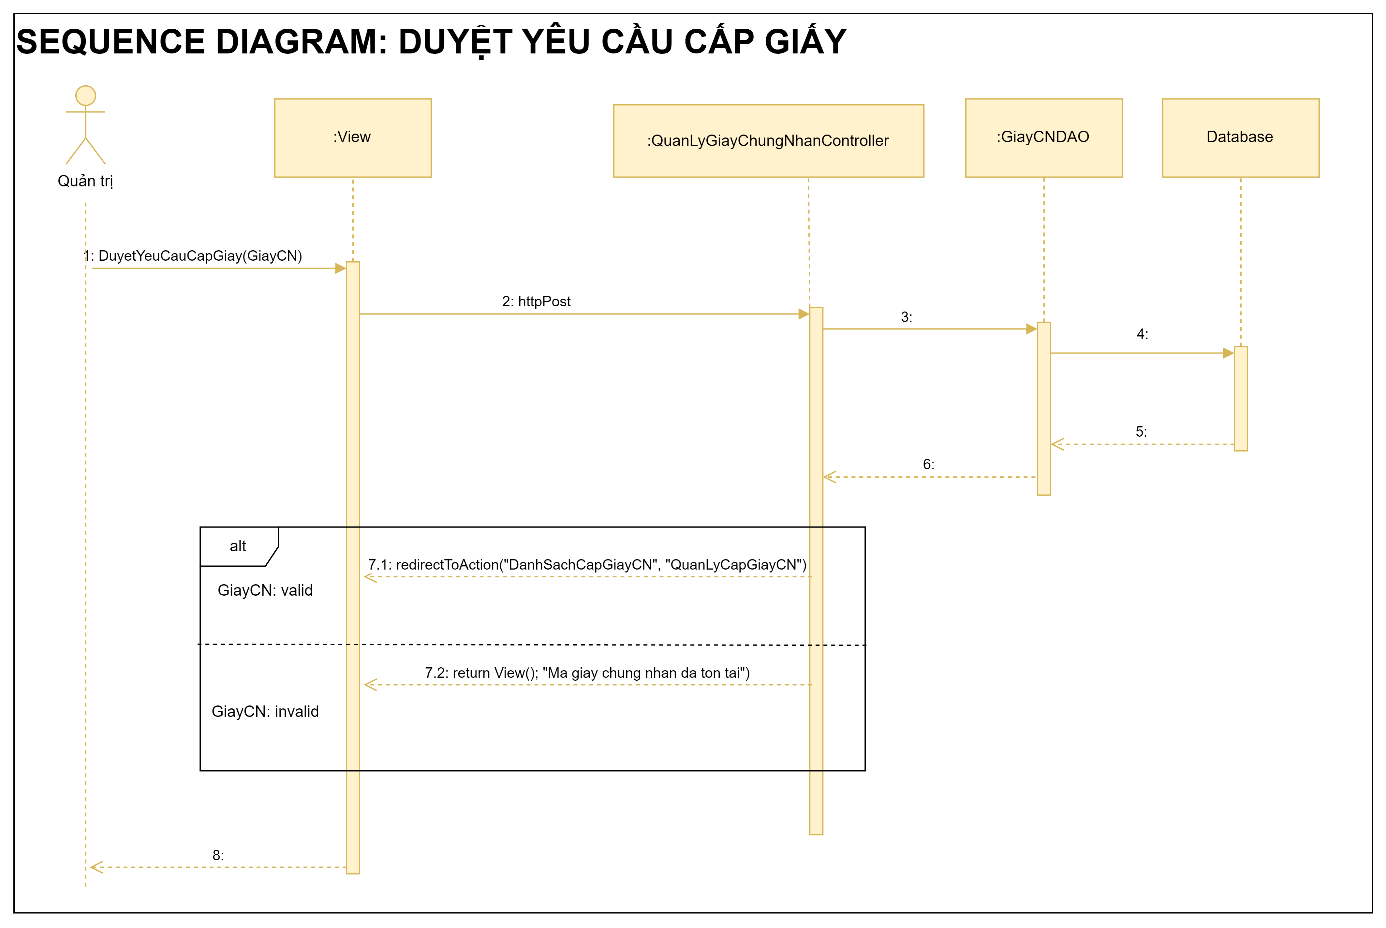 SEQUENCE DIAGRAM: DUYỆT YÊU CẦU CẤP GIẤY
:View
:QuanLyGiayChungNhanController
:GiayCNDAO
Database
Quản trị
1: DuyetYeuCauCapGiay(GiayCN)
2: httpPost
3:
4:
5:
6:
alt
7.1: redirectToAction("DanhSachCapGiayCN", "QuanLyCapGiayCN")
GiayCN: valid
7.2: return View(); "Ma giay chung nhan da ton tai")
GiayCN: invalid
8: